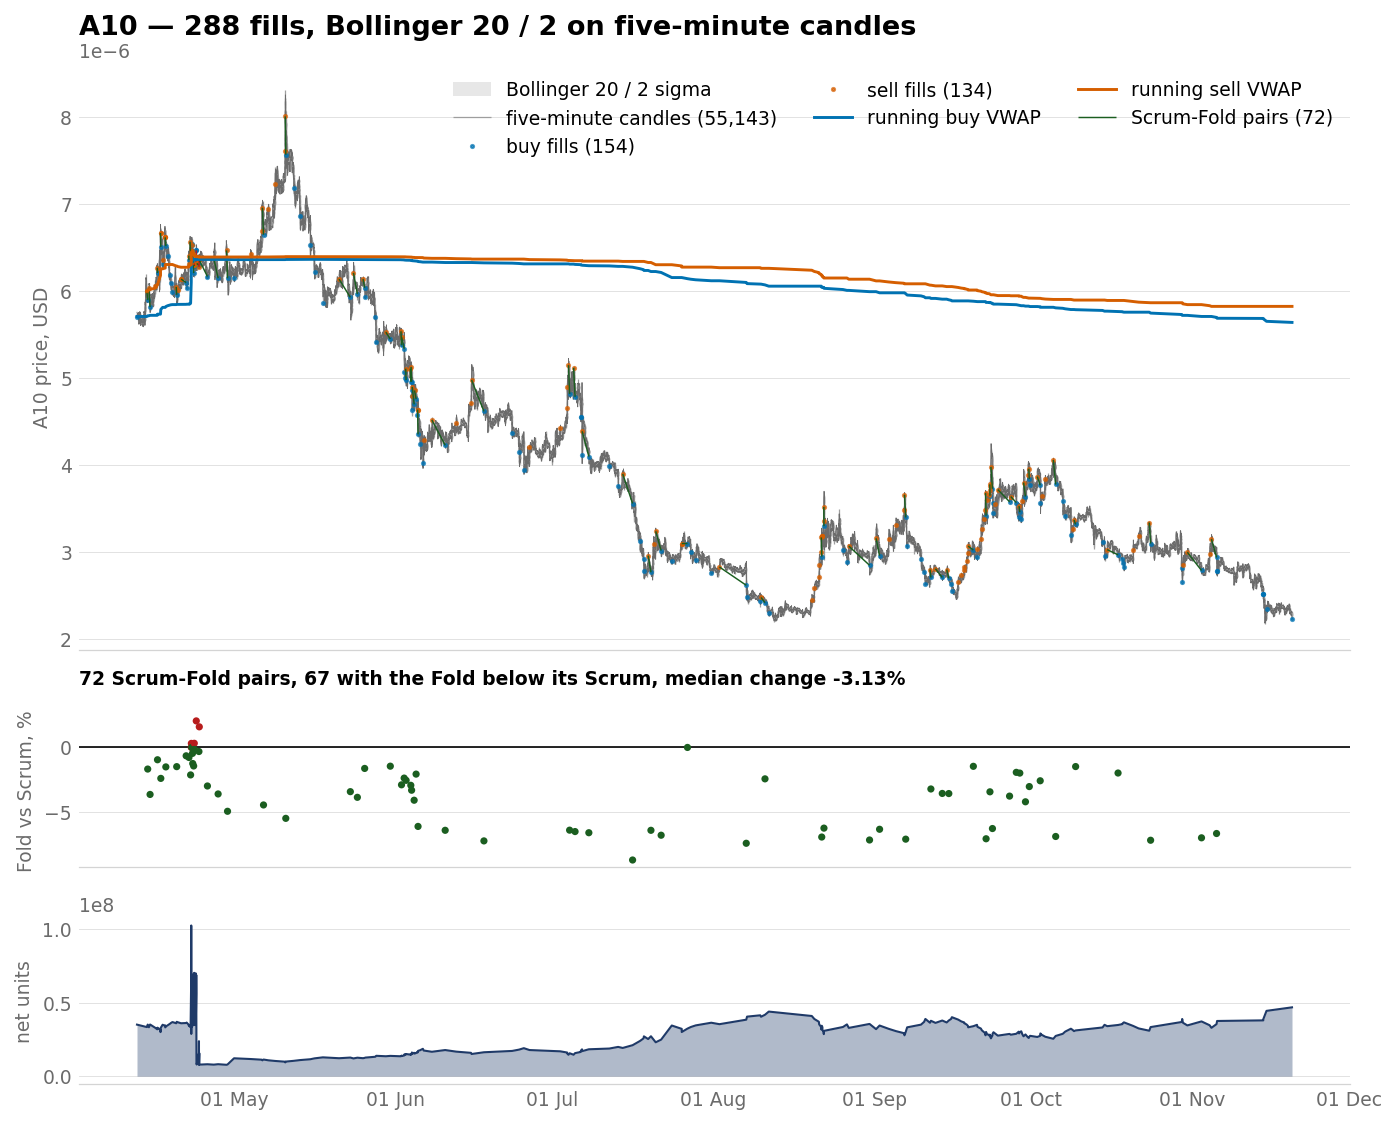 A10 — 288 fills, Bollinger 20 / 2 on five-minute candles
1e−6
Bollinger 20 / 2 sigma
five-minute candles (55,143)
buy fills (154)
sell fills (134)
running buy VWAP
running sell VWAP
Scrum-Fold pairs (72)
A10 price, USD
8
7
6
5
4
3
2
72 Scrum-Fold pairs, 67 with the Fold below its Scrum, median change -3.13%
Fold vs Scrum, %
0
−5
1e8
net units
1.0
0.5
0.0
01 May
01 Jun
01 Jul
01 Aug
01 Sep
01 Oct
01 Nov
01 Dec